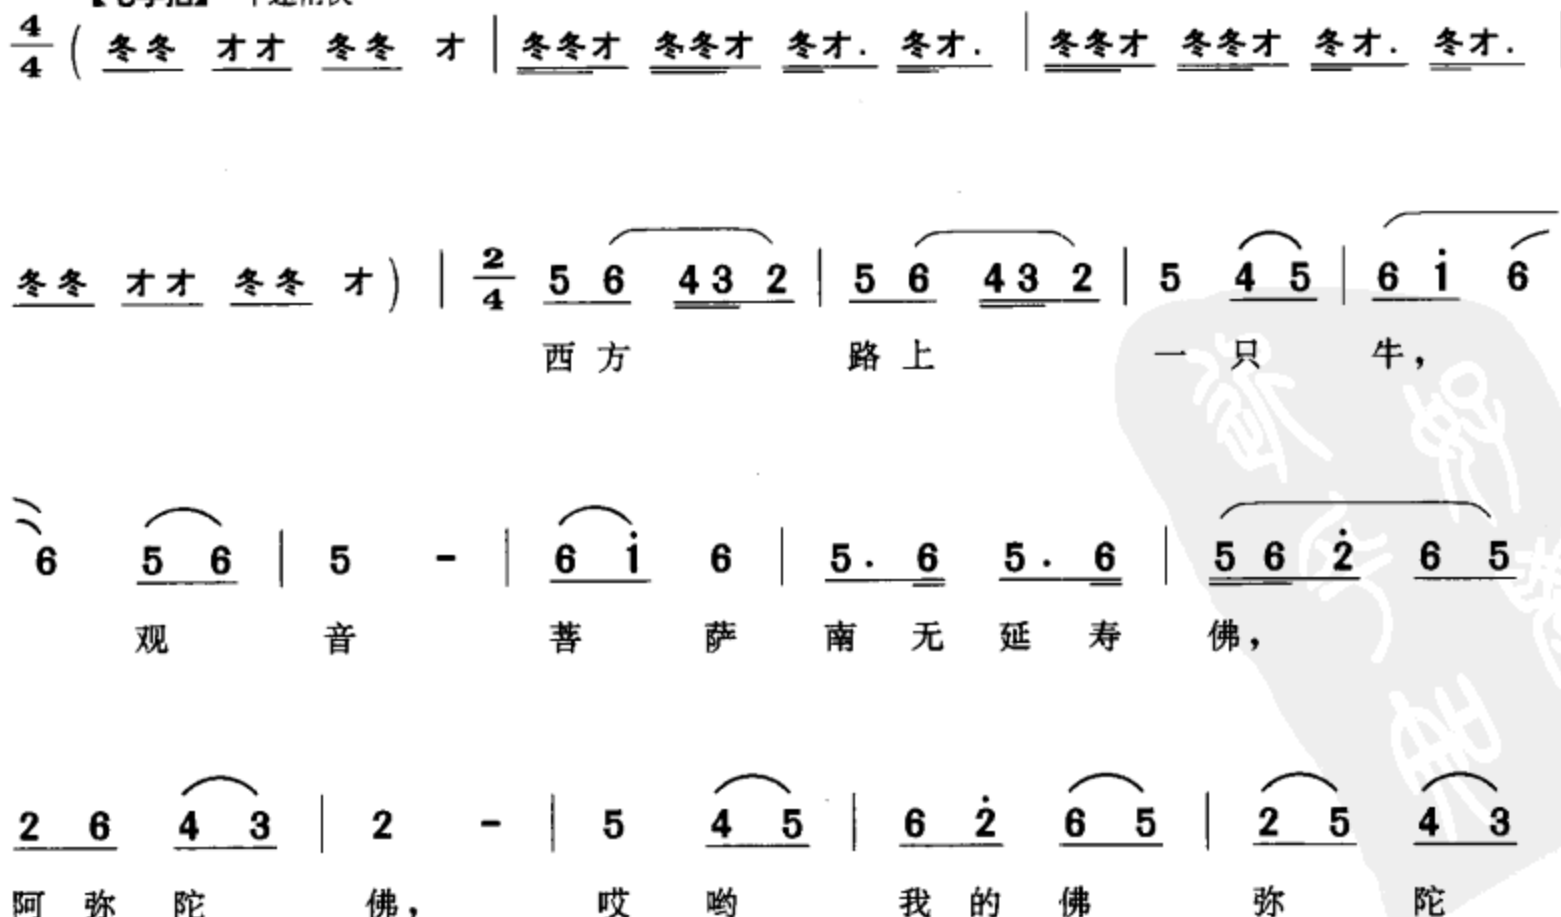 4/4 ( 冬冬 才才 冬冬 才 | 冬冬才 冬冬才 冬才. 冬才. | 冬冬才 冬冬才 冬才. 冬才. |
冬冬 才才 冬冬 才 ) | 2/4 5 6 4 3 2 | 5 6 4 3 2 | 5 4 5 | 6 i̇ 6
西方 路上 一只 牛，
6 5 6 | 5 - | 6 i̇ 6 | 5. 6 5. 6 | 5 6 2̇ 6 5
观 音 菩 萨 南 无 延 寿 佛，
2 6 4 3 | 2 - | 5 4 5 | 6 2̇ 6 5 | 2 5 4 3
阿 弥 陀 佛， 哎 哟 我 的 佛 弥 陀